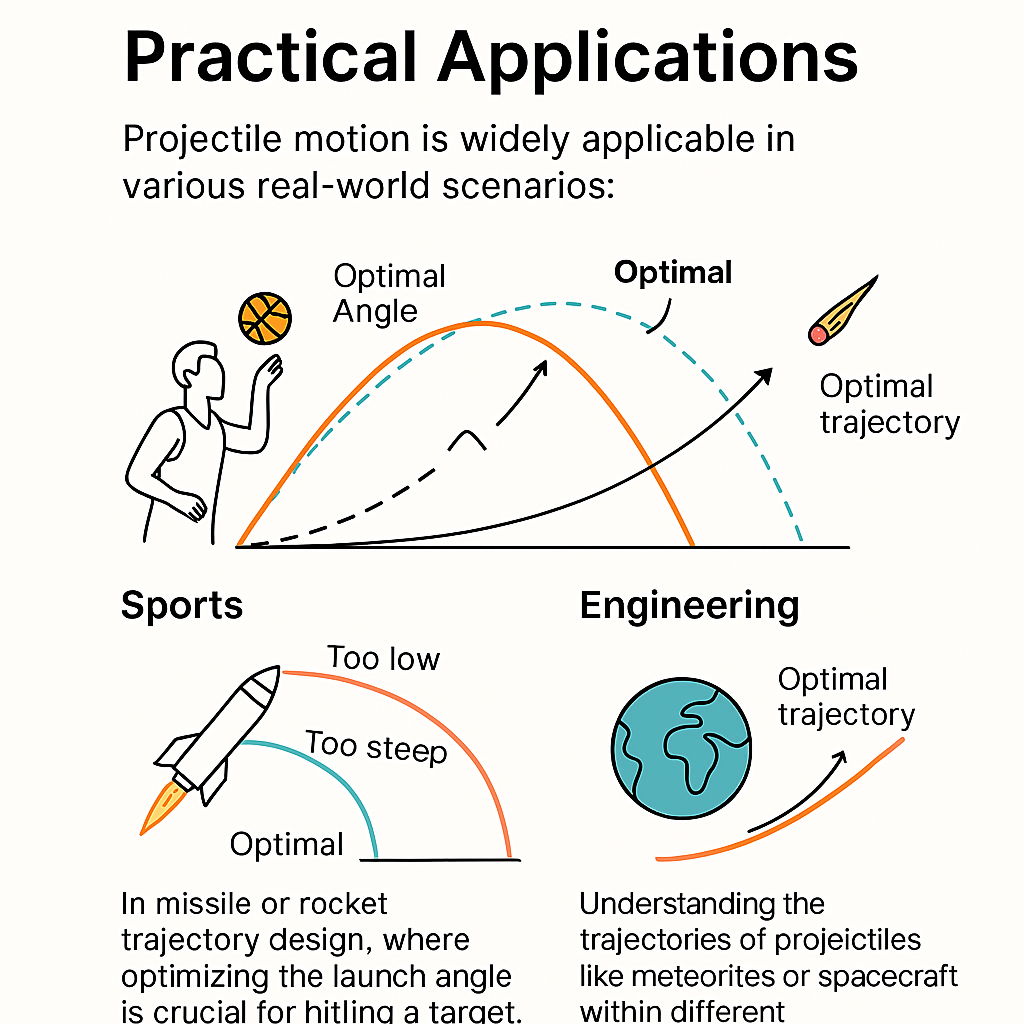 Practical Applications
Projectile motion is widely applicable in
various real-world scenarios:
Optimal
Angle
Optimal
Optimal
trajectory
Sports
Too low
Too steep
Optimal
In missile or rocket
trajectory design, where
optimizing the launch angle
is crucial for hitling a target.
Engineering
Optimal
trajectory
Understanding the
trajectories of projeictiles
like meteorites or spacecraft
within different